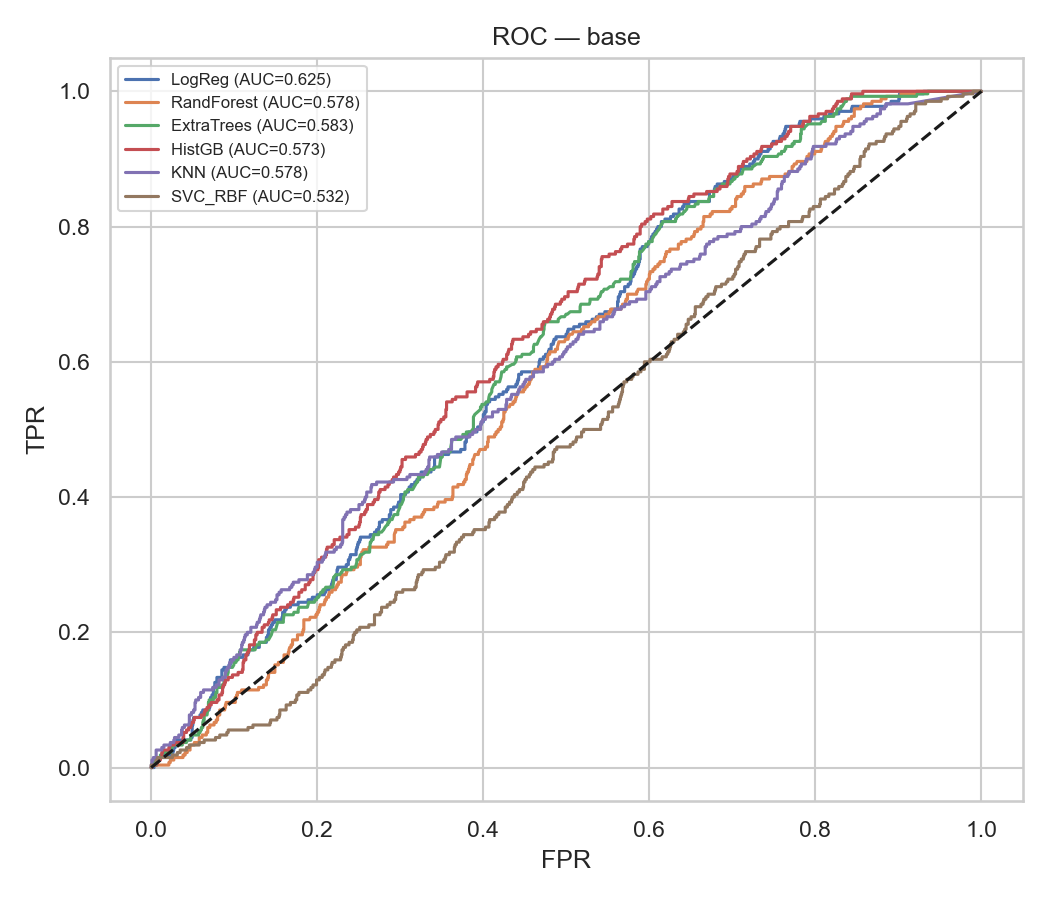 ROC — base
LogReg (AUC=0.625)
RandForest (AUC=0.578)
ExtraTrees (AUC=0.583)
HistGB (AUC=0.573)
KNN (AUC=0.578)
SVC_RBF (AUC=0.532)
1.0
0.8
0.6
0.4
0.2
0.0
TPR
0.0 0.2 0.4 0.6 0.8 1.0
FPR